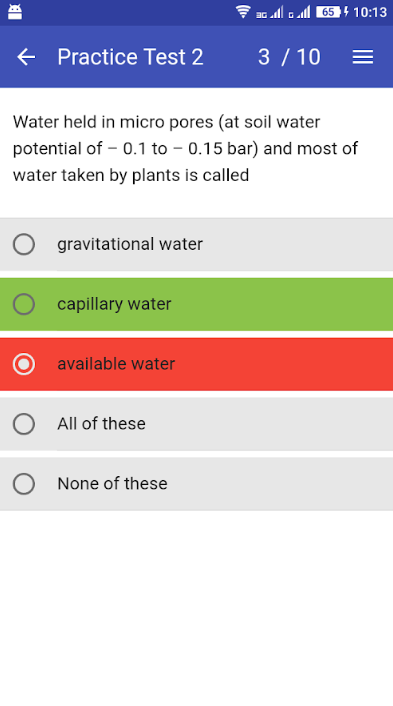 3G G 65 10:13
Practice Test 2 3 / 10
Water held in micro pores (at soil water
potential of – 0.1 to – 0.15 bar) and most of
water taken by plants is called
gravitational water
capillary water
available water
All of these
None of these